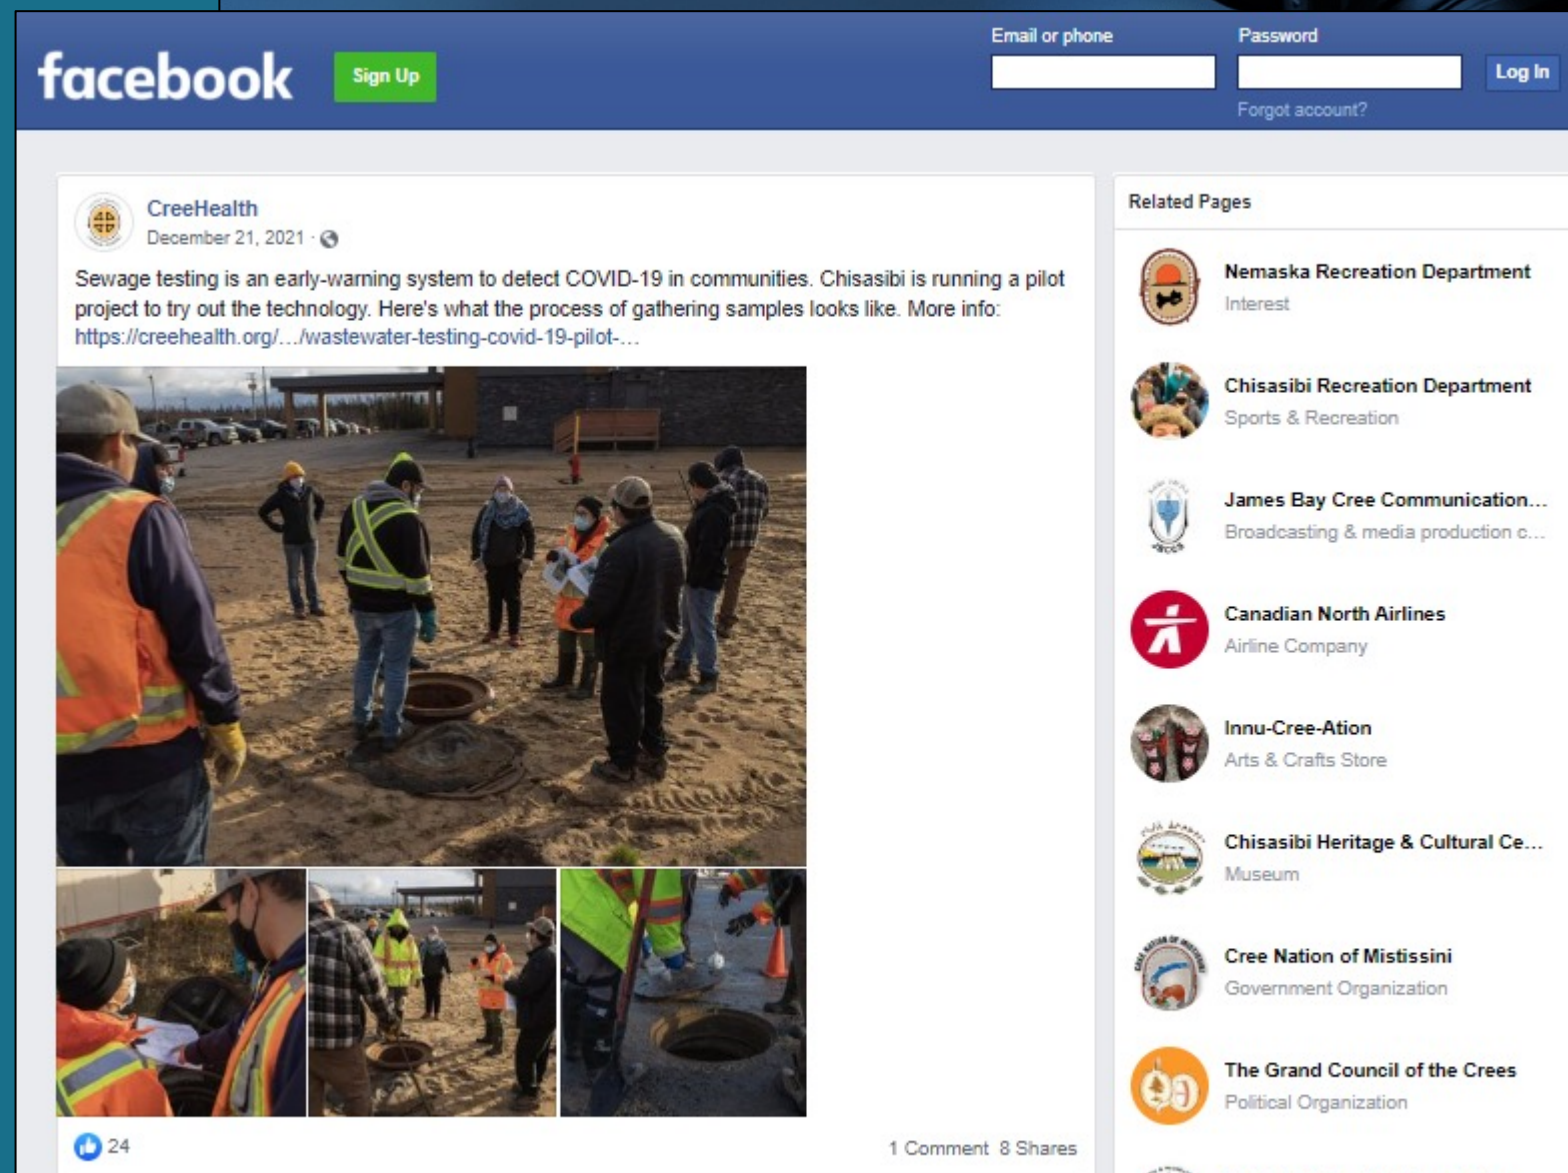 Email or phone
Password
facebook
Sign Up
Log In
Forgot account?
CreeHealth
December 21, 2021 ·
Sewage testing is an early-warning system to detect COVID-19 in communities. Chisasibi is running a pilot
project to try out the technology. Here's what the process of gathering samples looks like. More info:
https://creehealth.org/…/wastewater-testing-covid-19-pilot-…
24
1 Comment 8 Shares
Related Pages
Nemaska Recreation Department
Interest
Chisasibi Recreation Department
Sports & Recreation
James Bay Cree Communication...
Broadcasting & media production c...
JBCCS
Canadian North Airlines
Airline Company
Innu-Cree-Ation
Arts & Crafts Store
Chisasibi Heritage & Cultural Ce...
Museum
Cree Nation of Mistissini
Government Organization
CREE NATION OF MISTISSINI
The Grand Council of the Crees
Political Organization